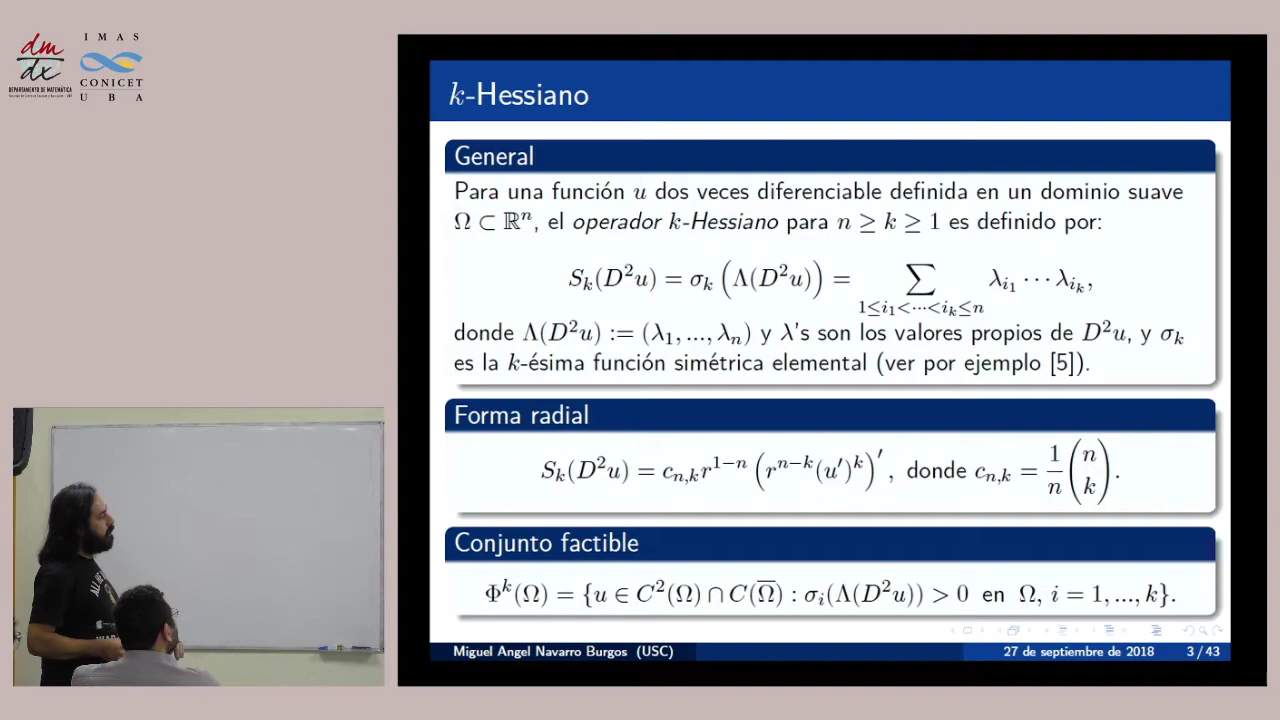 dm
dx
DEPARTAMENTO DE MATEMÁTICA
I M A S
CONICET
U B A
k-Hessiano
General
Para una función u dos veces diferenciable definida en un dominio suave
Ω ⊂ ℝⁿ, el operador k-Hessiano para n ≥ k ≥ 1 es definido por:
S_k(D²u) = σ_k (Λ(D²u)) = ∑_{1≤i₁<···<i_k≤n} λ_{i₁} ··· λ_{i_k},
donde Λ(D²u) := (λ₁, ..., λ_n) y λ's son los valores propios de D²u, y σ_k
es la k-ésima función simétrica elemental (ver por ejemplo [5]).
Forma radial
S_k(D²u) = c_{n,k} r^{1−n} (r^{n−k}(u′)^k)′, donde c_{n,k} = 1/n (n k).
Conjunto factible
Φ^k(Ω) = {u ∈ C²(Ω) ∩ C(Ω̅) : σ_i(Λ(D²u)) > 0 en Ω, i = 1, ..., k}.
Miguel Angel Navarro Burgos (USC)
27 de septiembre de 2018
3 / 43